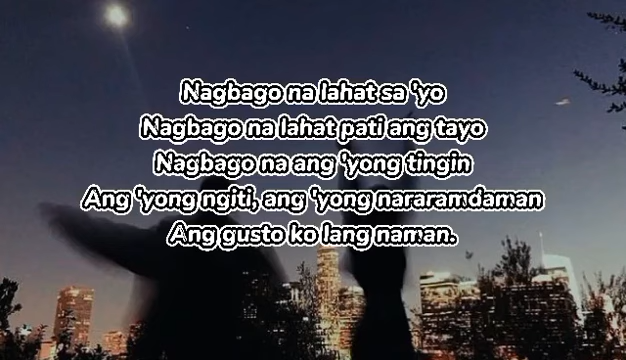 Nagbago na lahat sa 'yo
Nagbago na lahat pati ang tayo
Nagbago na ang 'yong tingin
Ang 'yong ngiti, ang 'yong nararamdaman
Ang gusto ko lang naman.